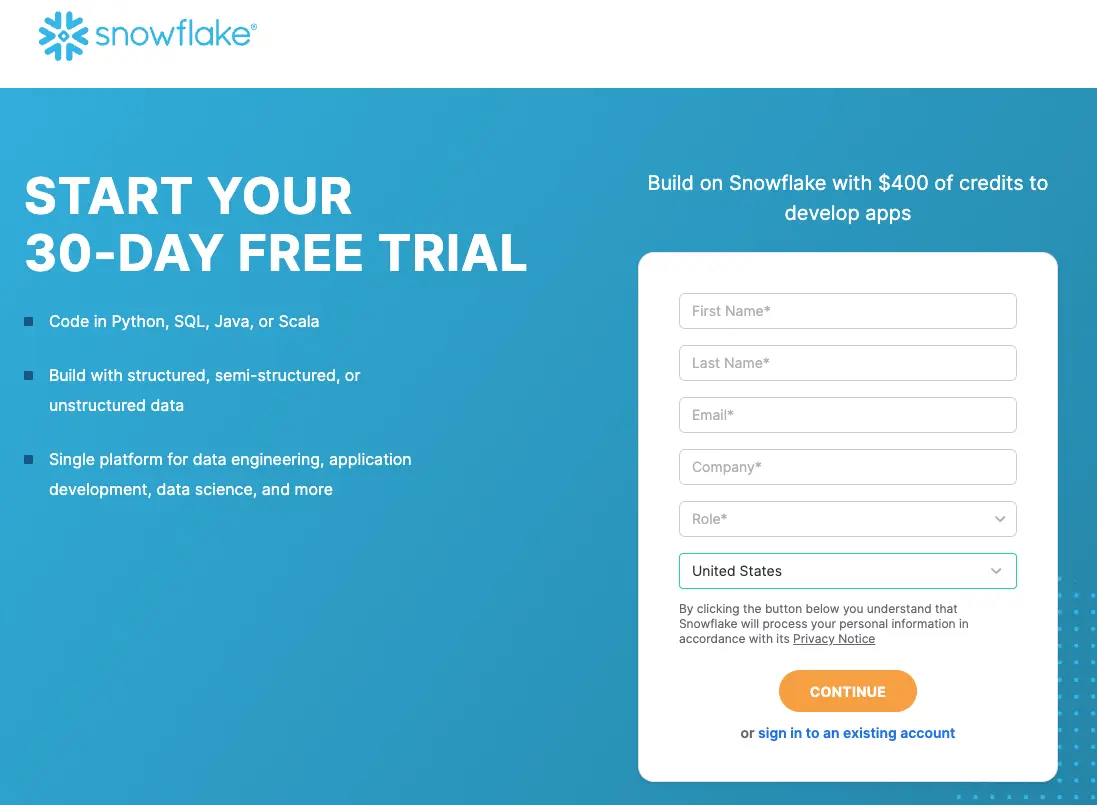 snowflake®
START YOUR
30-DAY FREE TRIAL
Code in Python, SQL, Java, or Scala
Build with structured, semi-structured, or
unstructured data
Single platform for data engineering, application
development, data science, and more
Build on Snowflake with $400 of credits to
develop apps
First Name*
Last Name*
Email*
Company*
Role*
United States
By clicking the button below you understand that
Snowflake will process your personal information in
accordance with its Privacy Notice
CONTINUE
or sign in to an existing account